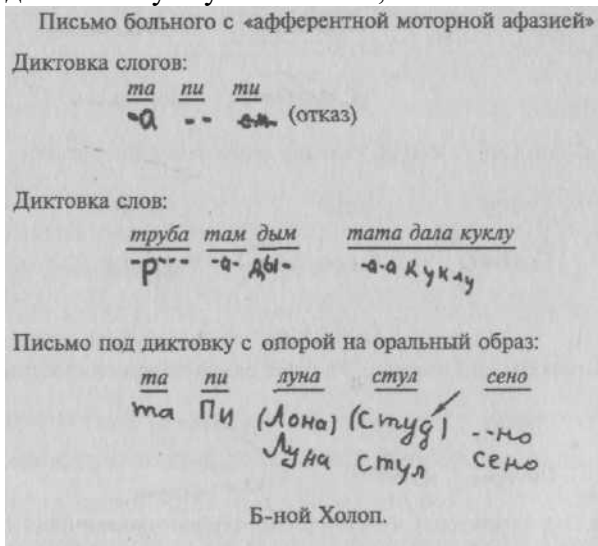 Письмо больного с «афферентной моторной афазией»
Диктовка слогов:
та пи ти
-а -- (отказ)
Диктовка слов:
труба там дым тата дала куклу
-р--- -а- ды- -а-а куклу
Письмо под диктовку с опорой на оральный образ:
та пи луна стул сено
та Пи (Лона) (Студ) --но
Луна Стул Сено
Б-ной Холоп.